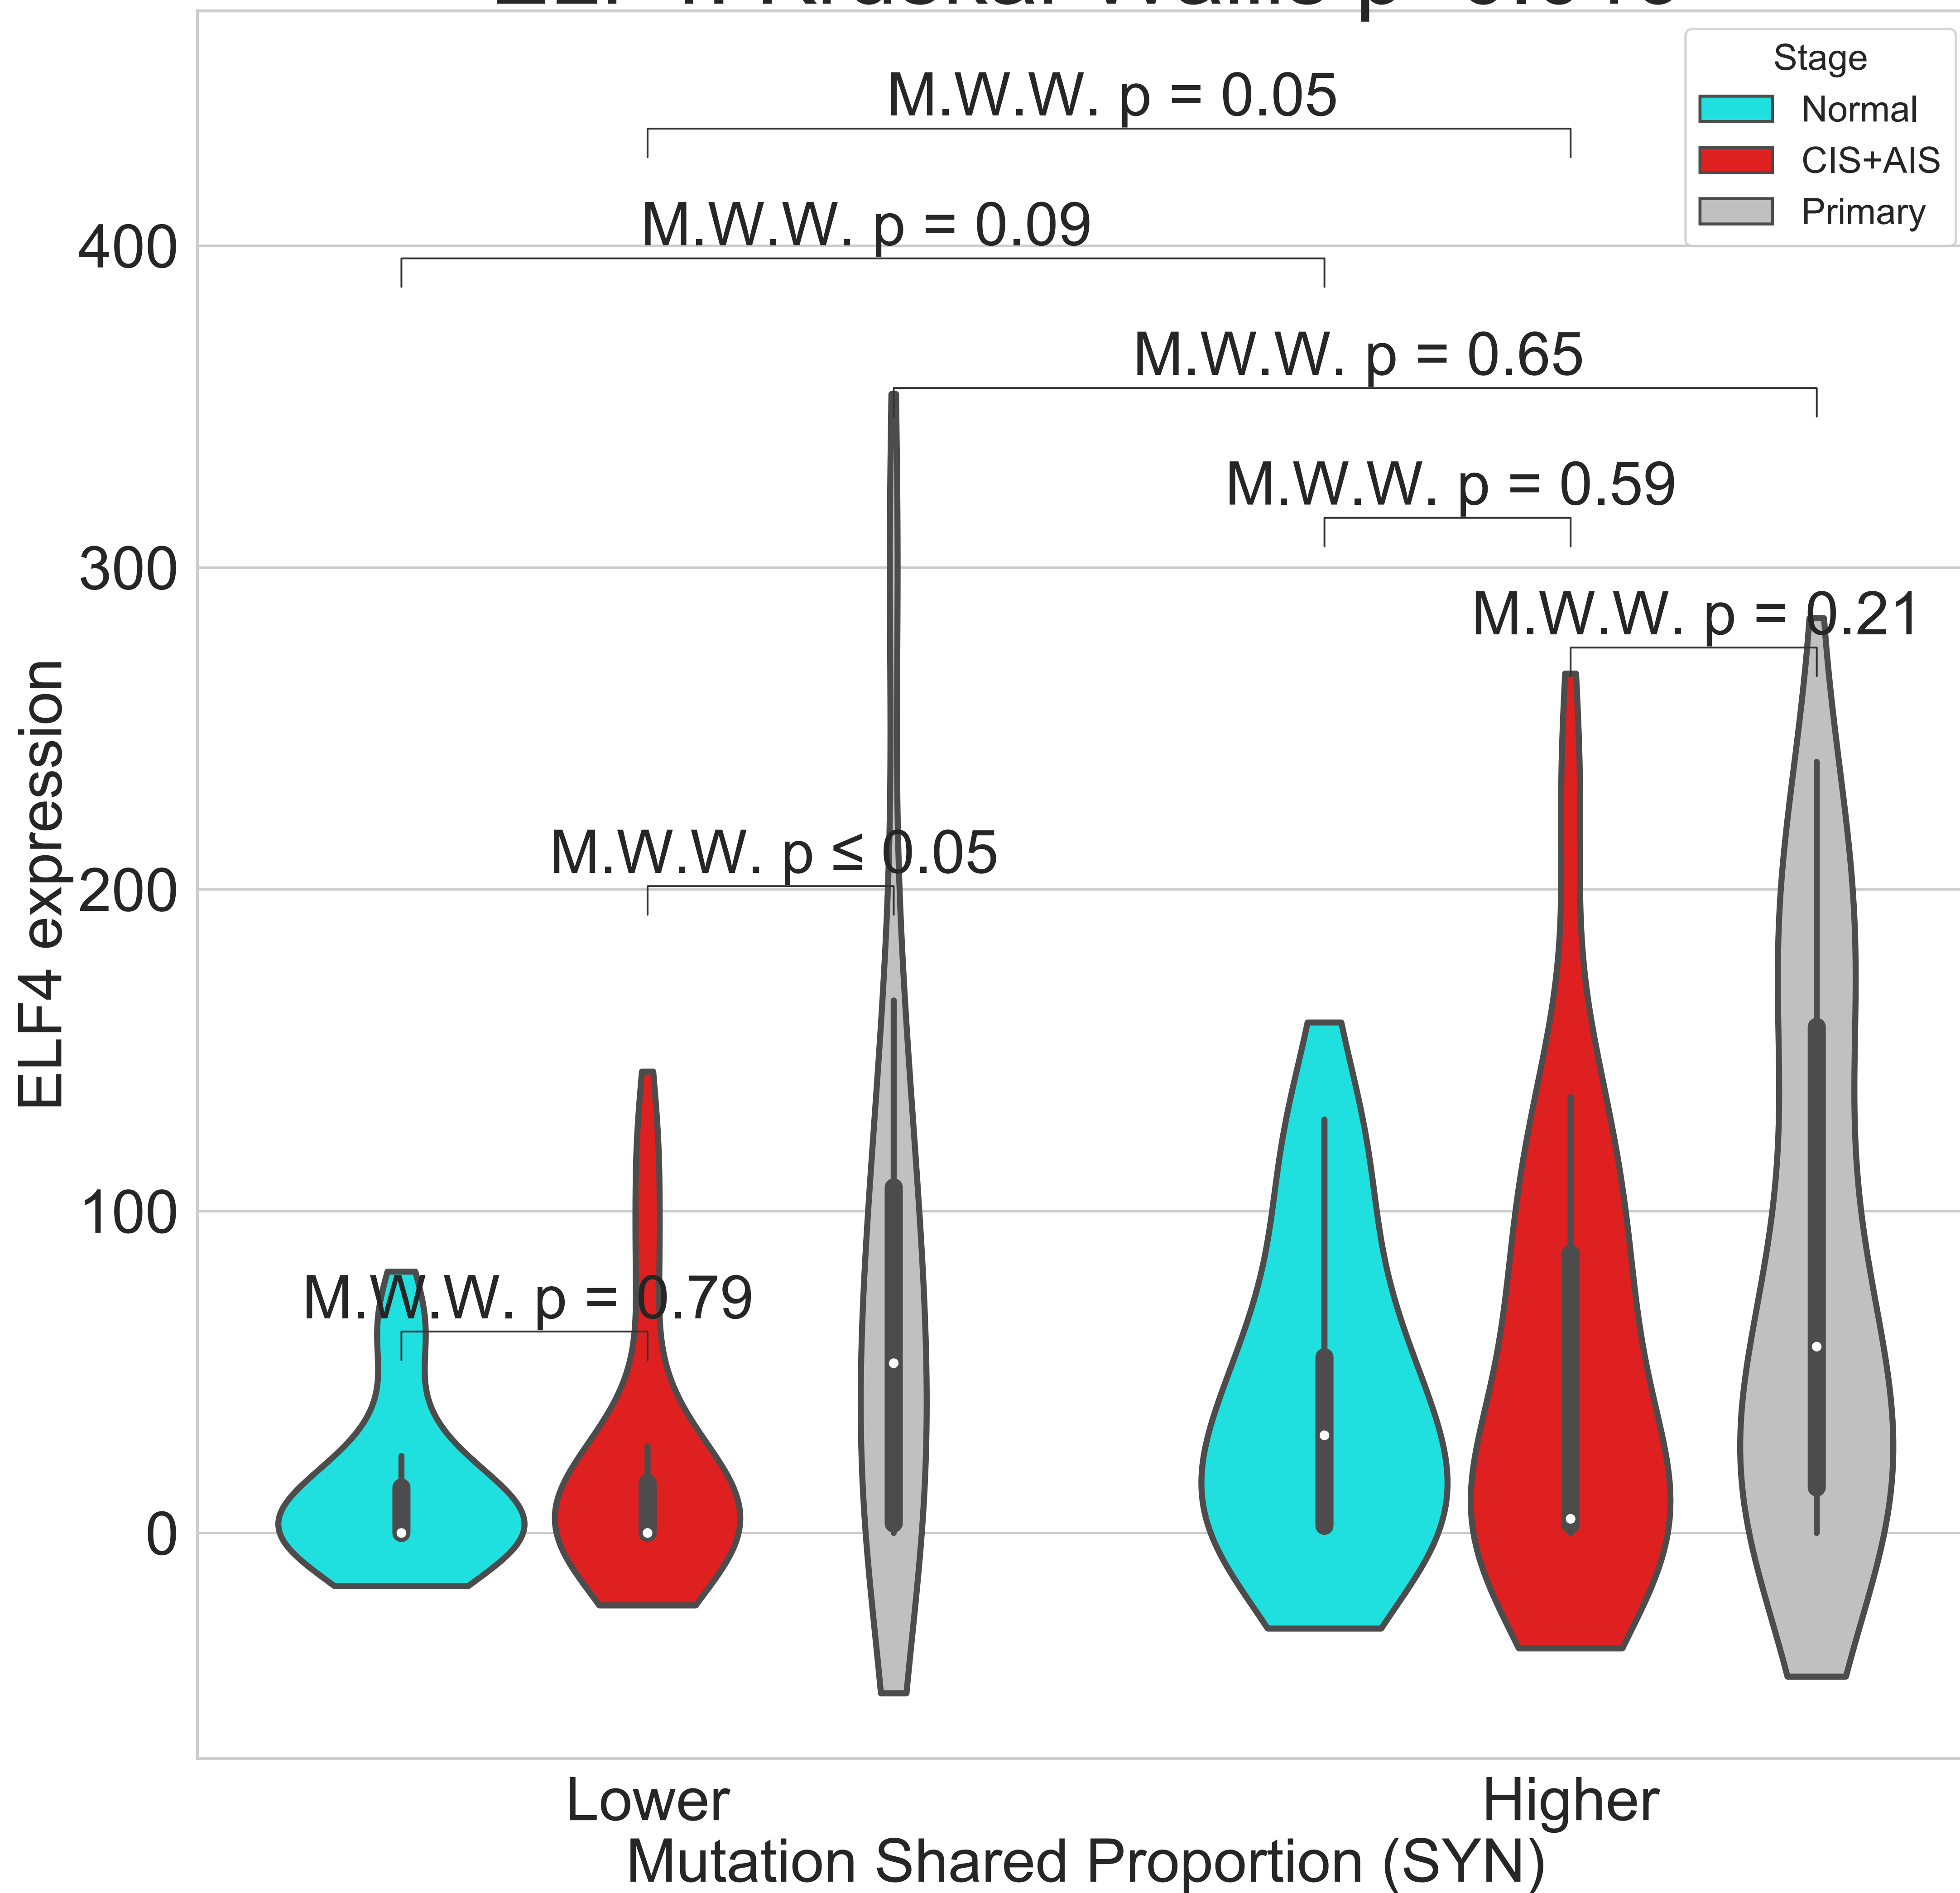 Stage
Normal
CIS+AIS
Primary
M.W.W. p = 0.05
M.W.W. p = 0.09
M.W.W. p = 0.65
M.W.W. p = 0.59
M.W.W. p = 0.21
M.W.W. p ≤ 0.05
M.W.W. p = 0.79
400
300
200
100
0
ELF4 expression
Lower
Higher
Mutation Shared Proportion (SYN)